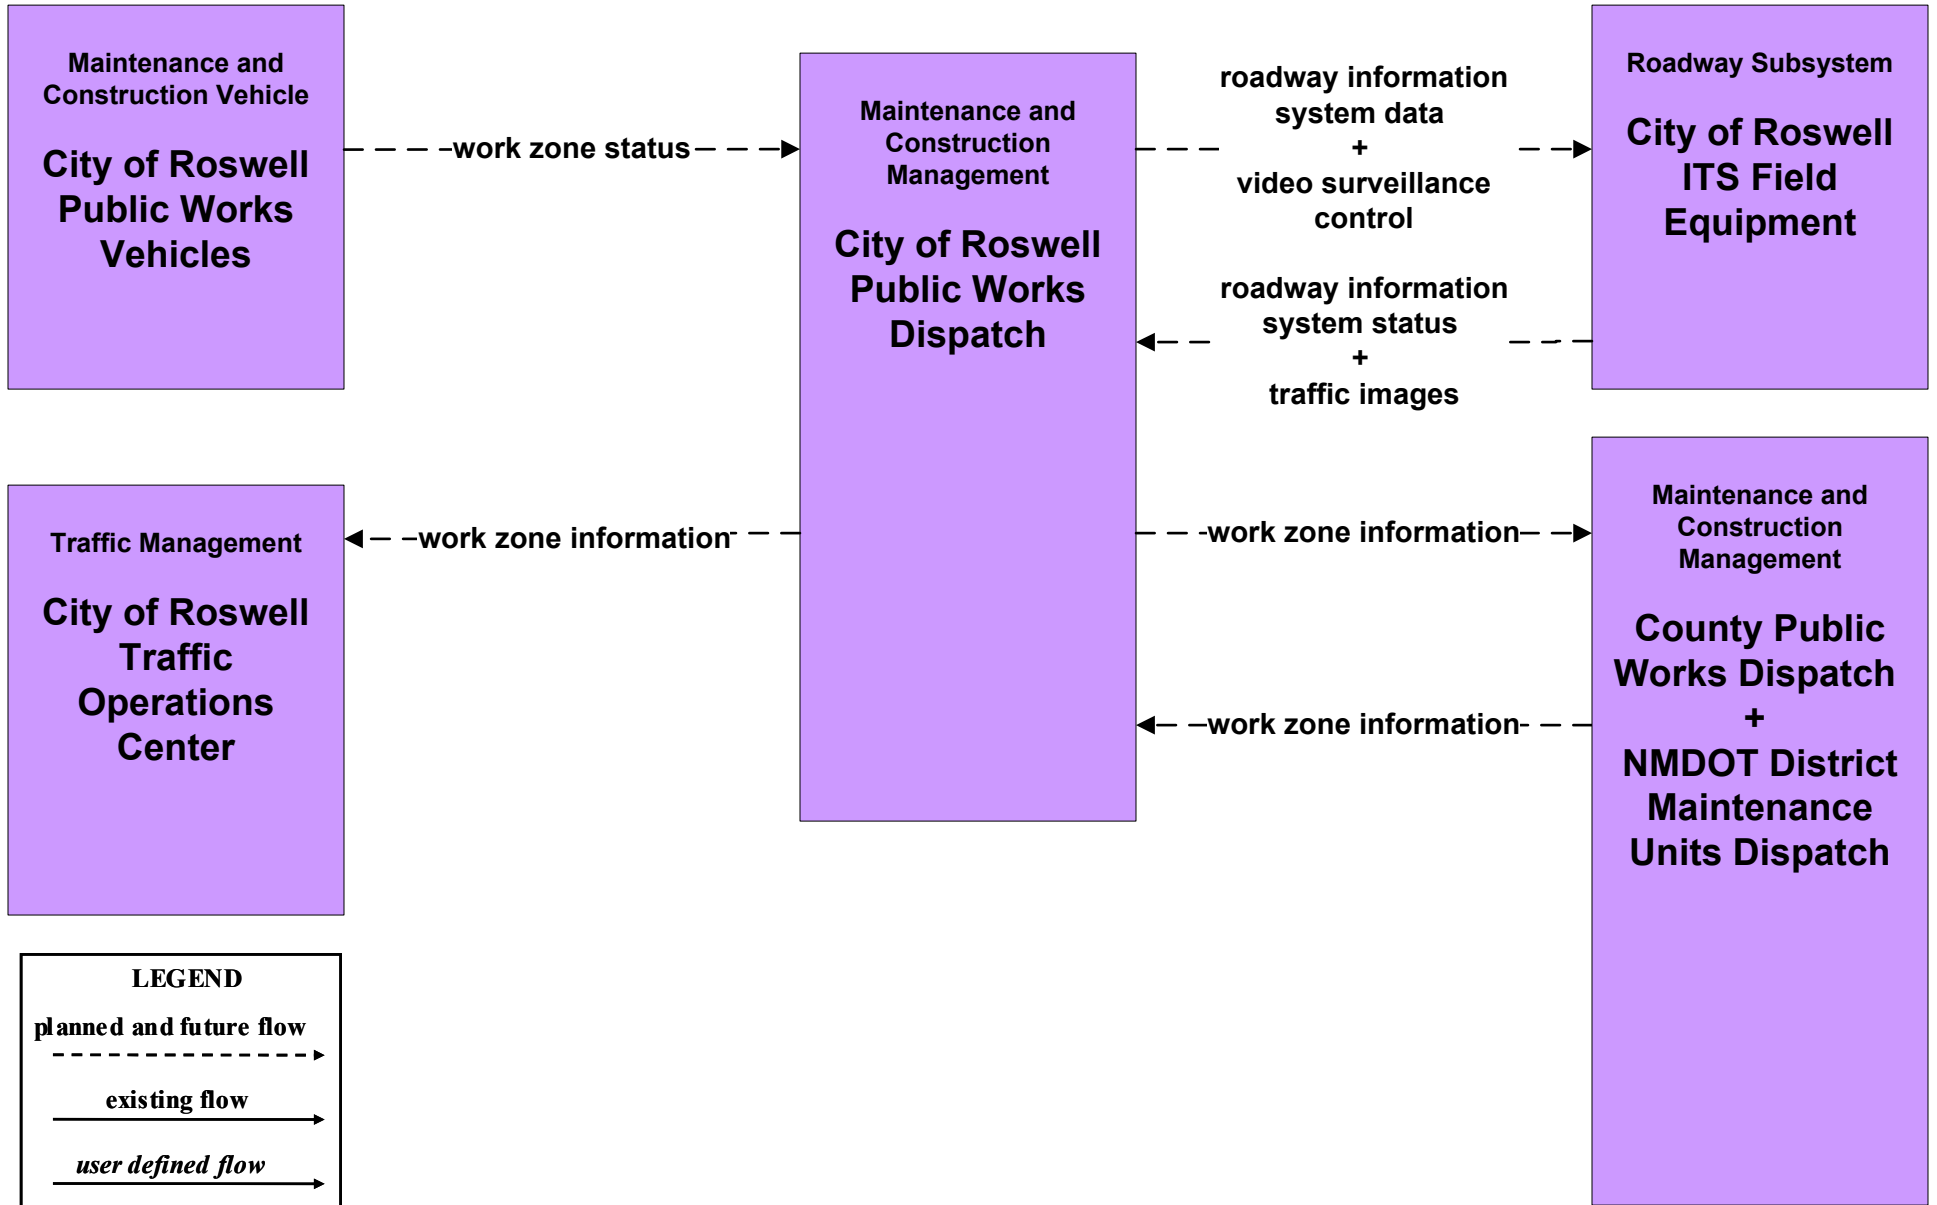 Maintenance and
Construction Vehicle
City of Roswell
Public Works
Vehicles
work zone status
Maintenance and
Construction
Management
City of Roswell
Public Works
Dispatch
roadway information
system data
+
video surveillance
control
roadway information
system status
+
traffic images
Roadway Subsystem
City of Roswell
ITS Field
Equipment
Traffic Management
City of Roswell
Traffic
Operations
Center
work zone information
work zone information
work zone information
Maintenance and
Construction
Management
County Public
Works Dispatch
+
NMDOT District
Maintenance
Units Dispatch
LEGEND
planned and future flow
existing flow
user defined flow